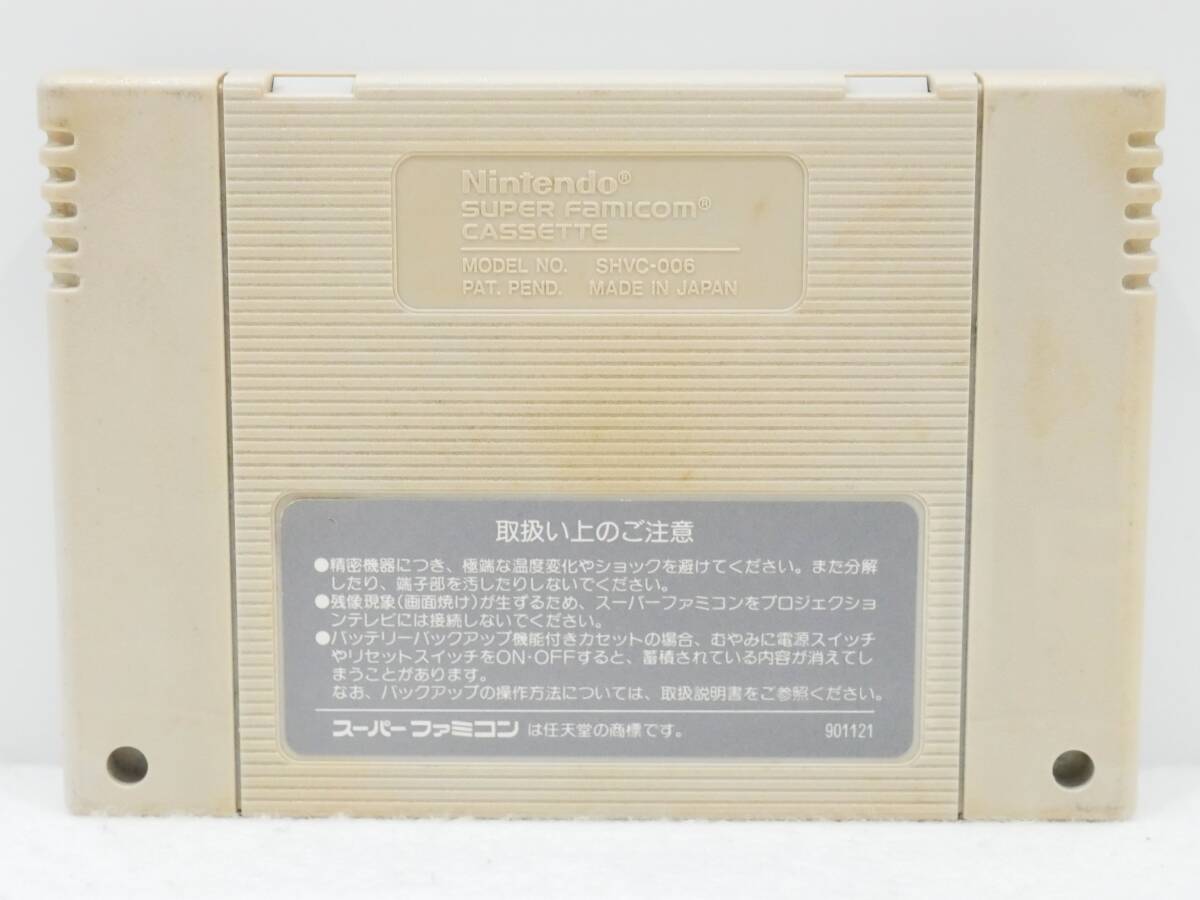 Nintendo®
SUPER FAMICOM®
CASSETTE
MODEL NO. SHVC-006
PAT. PEND. MADE IN JAPAN
取扱い上のご注意
●精密機器につき、極端な温度変化やショックを避けてください。また分解
したり、端子部を汚したりしないでください。
●残像現象(画面焼け)が生ずるため、スーパーファミコンをプロジェクショ
ンテレビには接続しないでください。
●バッテリーバックアップ機能付きカセットの場合、むやみに電源スイッチ
やリセットスイッチをON・OFFすると、蓄積されている内容が消えてし
まうことがあります。
なお、バックアップの操作方法については、取扱説明書をご参照ください。
スーパーファミコン は任天堂の商標です。 901121